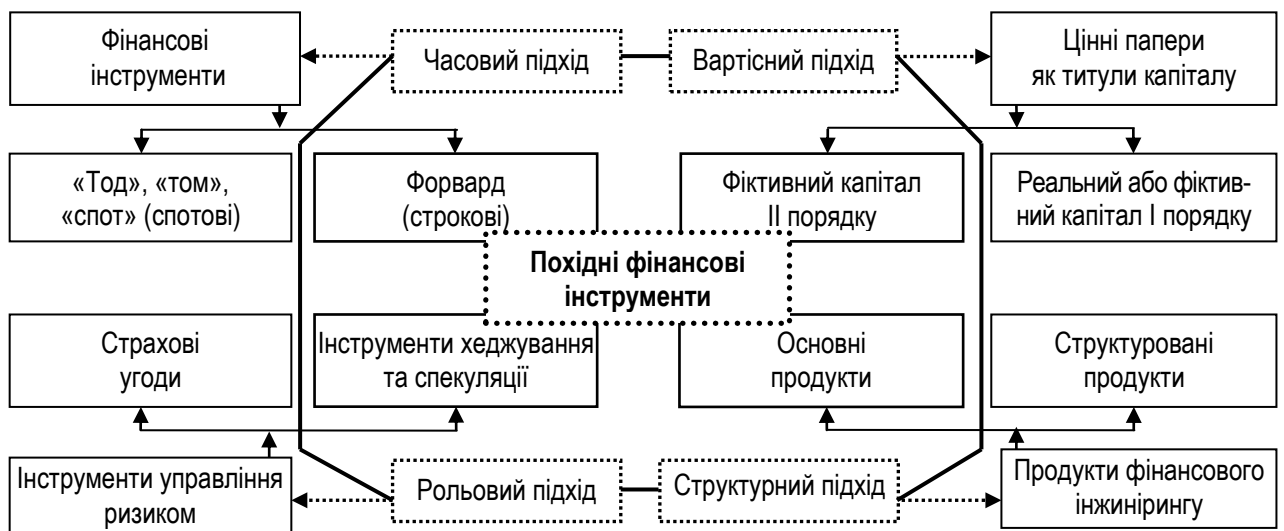 Фінансові
інструменти
Часовий підхід
Вартісний підхід
Цінні папери
як титули капіталу
«Тод», «том»,
«спот» (спотові)
Форвард
(строкові)
Фіктивний капітал
ІІ порядку
Реальний або фіктив-
ний капітал І порядку
Похідні фінансові
інструменти
Страхові
угоди
Інструменти хеджування
та спекуляції
Основні
продукти
Структуровані
продукти
Інструменти управління
ризиком
Рольовий підхід
Структурний підхід
Продукти фінансового
інжинірингу